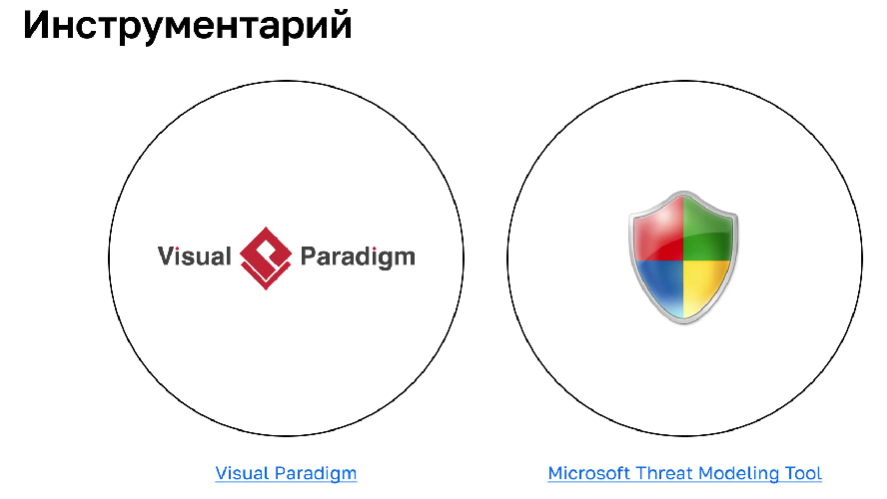 Инструментарий
Visual Paradigm
Visual Paradigm
Microsoft Threat Modeling Tool